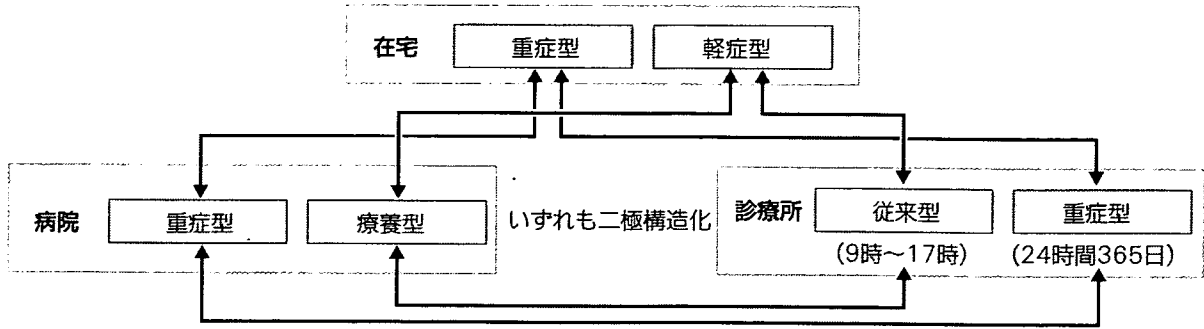 在宅
重症型
軽症型
病院
重症型
療養型
いずれも二極構造化
診療所
従来型
重症型
(9時~17時)
(24時間365日)